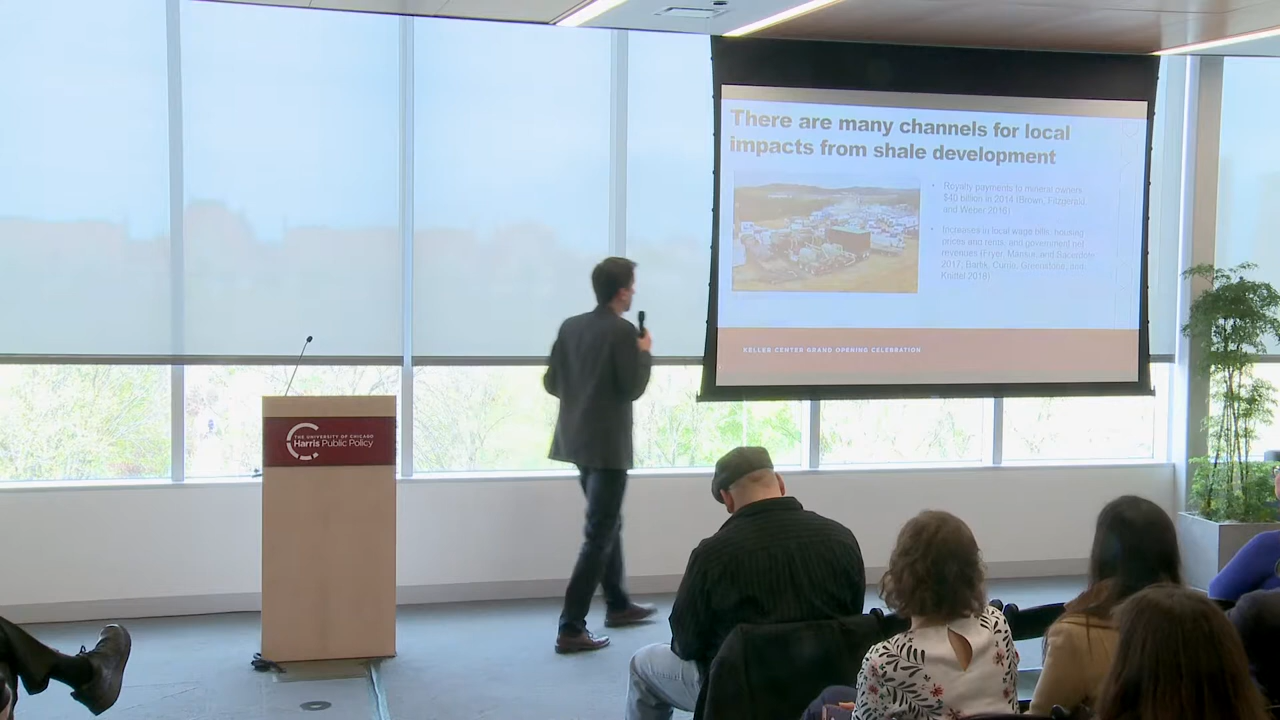 There are many channels for local
impacts from shale development
• Royalty payments to mineral owners,
$40 billion in 2014 (Brown, Fitzgerald,
and Weber 2016)
• Increases in local wage bills, housing
prices and rents, and government net
revenues (Fryer, Mansur, and Sacerdote
2017; Bartik, Currie, Greenstone, and
Knittel 2018)
KELLER CENTER GRAND OPENING CELEBRATION
THE UNIVERSITY OF CHICAGO
Harris Public Policy